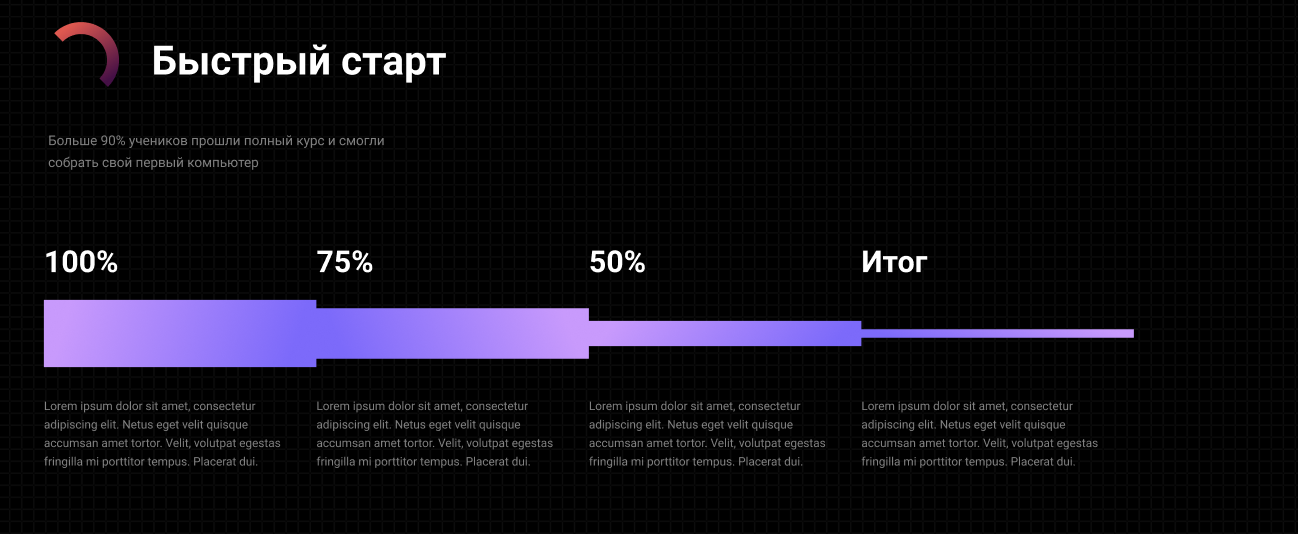 Быстрый старт
Больше 90% учеников прошли полный курс и смогли
собрать свой первый компьютер
100%
75%
50%
Итог
Lorem ipsum dolor sit amet, consectetur
adipiscing elit. Netus eget velit quisque
accumsan amet tortor. Velit, volutpat egestas
fringilla mi porttitor tempus. Placerat dui.
Lorem ipsum dolor sit amet, consectetur
adipiscing elit. Netus eget velit quisque
accumsan amet tortor. Velit, volutpat egestas
fringilla mi porttitor tempus. Placerat dui.
Lorem ipsum dolor sit amet, consectetur
adipiscing elit. Netus eget velit quisque
accumsan amet tortor. Velit, volutpat egestas
fringilla mi porttitor tempus. Placerat dui.
Lorem ipsum dolor sit amet, consectetur
adipiscing elit. Netus eget velit quisque
accumsan amet tortor. Velit, volutpat egestas
fringilla mi porttitor tempus. Placerat dui.